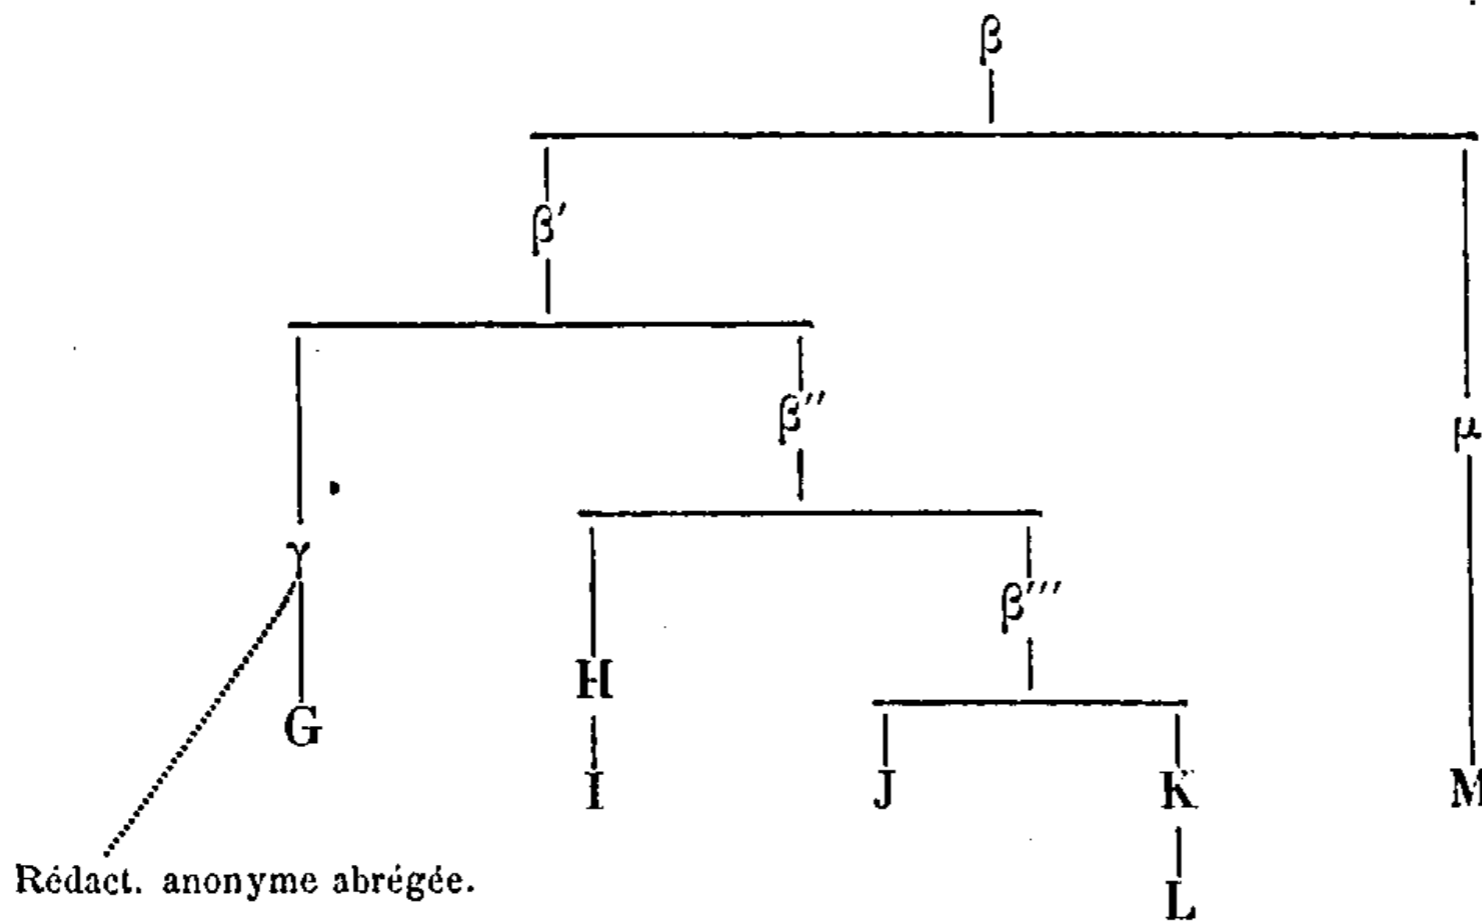 β
β′
β″
μ
γ
β‴
H
G
I J K M
Rédact. anonyme abrégée.
L